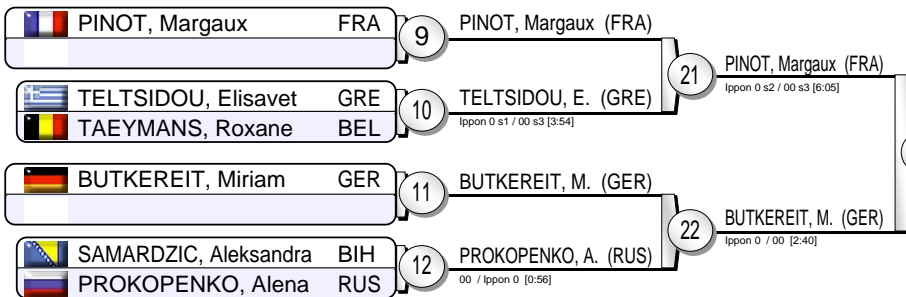 PINOT, Margaux FRA
9
PINOT, Margaux (FRA)
21
PINOT, Margaux (FRA)
Ippon 0 s2 / 00 s3 [6:05]
TELTSIDOU, Elisavet GRE
TAEYMANS, Roxane BEL
10
TELTSIDOU, E. (GRE)
Ippon 0 s1 / 00 s3 [3:54]
BUTKEREIT, Miriam GER
11
BUTKEREIT, M. (GER)
22
BUTKEREIT, M. (GER)
Ippon 0 / 00 [2:40]
SAMARDZIC, Aleksandra BIH
PROKOPENKO, Alena RUS
12
PROKOPENKO, A. (RUS)
00 / Ippon 0 [0:56]